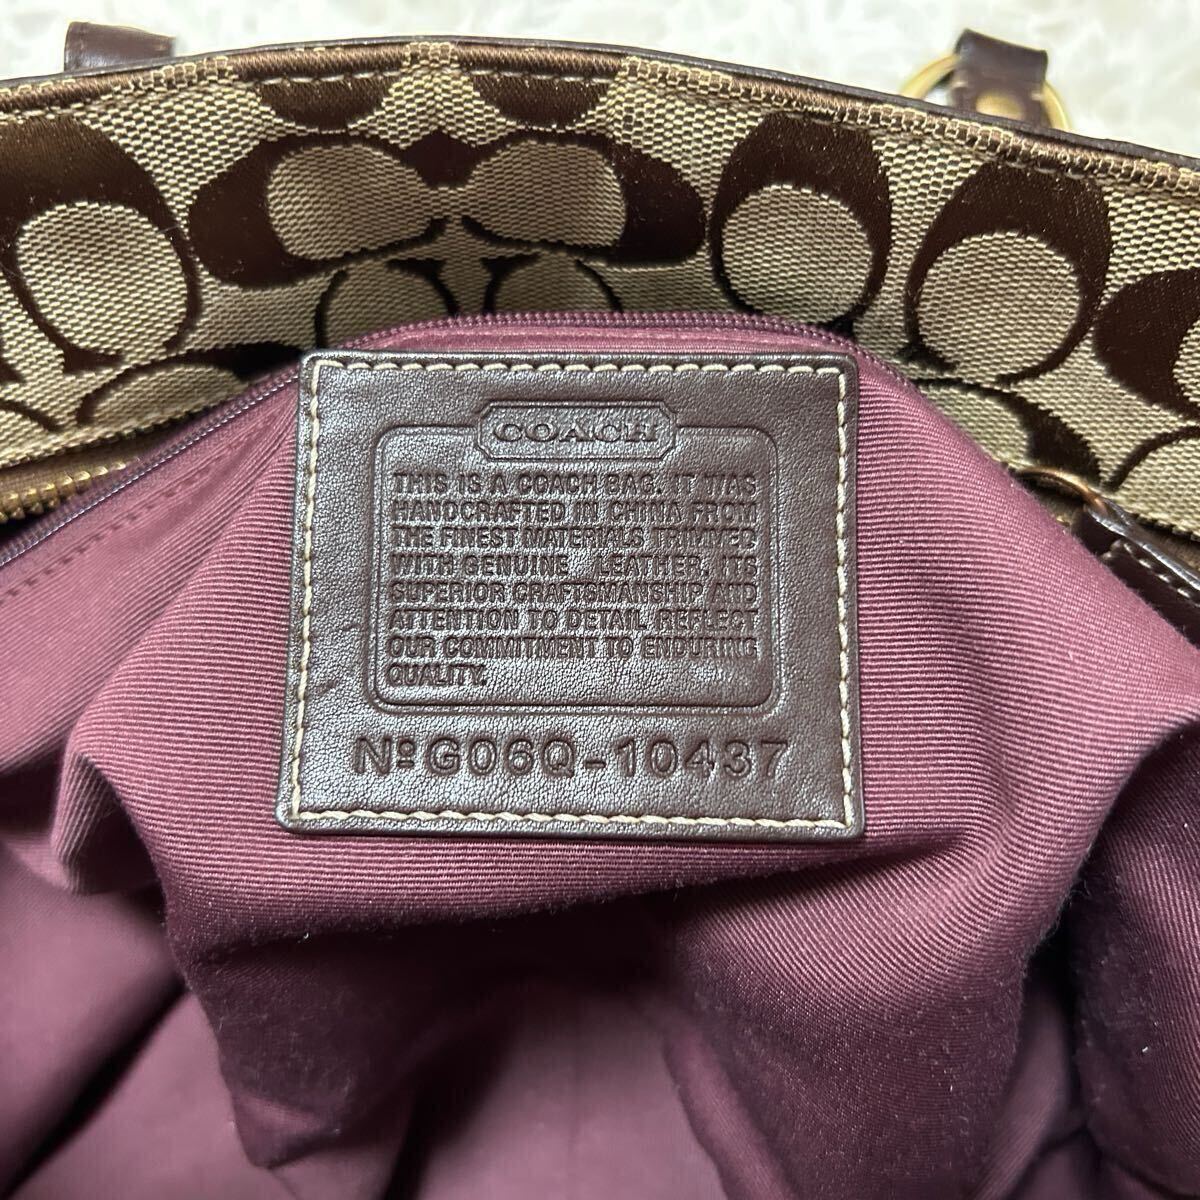 COACH
THIS IS A COACH BAG. IT WAS
HANDCRAFTED IN CHINA FROM
THE FINEST MATERIALS TRIMMED
WITH GENUINE LEATHER. ITS
SUPERIOR CRAFTSMANSHIP AND
ATTENTION TO DETAIL REFLECT
OUR COMMITMENT TO ENDURING
QUALITY.
Nº G06Q-10437